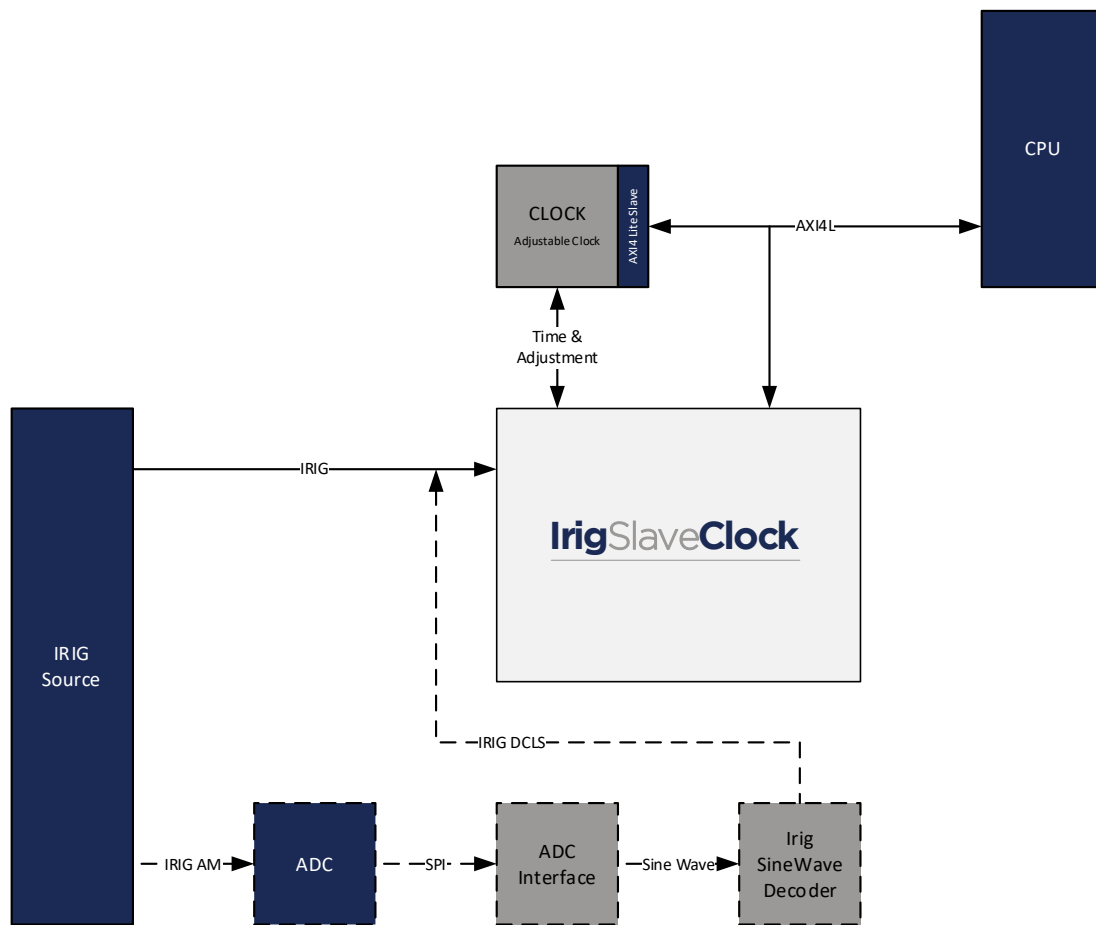 CPU
CLOCK
Adjustable Clock
AXI4 Lite Slave
AXI4L
Time &
Adjustment
IRIG
IrigSlaveClock
IRIG
Source
IRIG DCLS
IRIG AM
ADC
SPI
ADC
Interface
Sine Wave
Irig
SineWave
Decoder